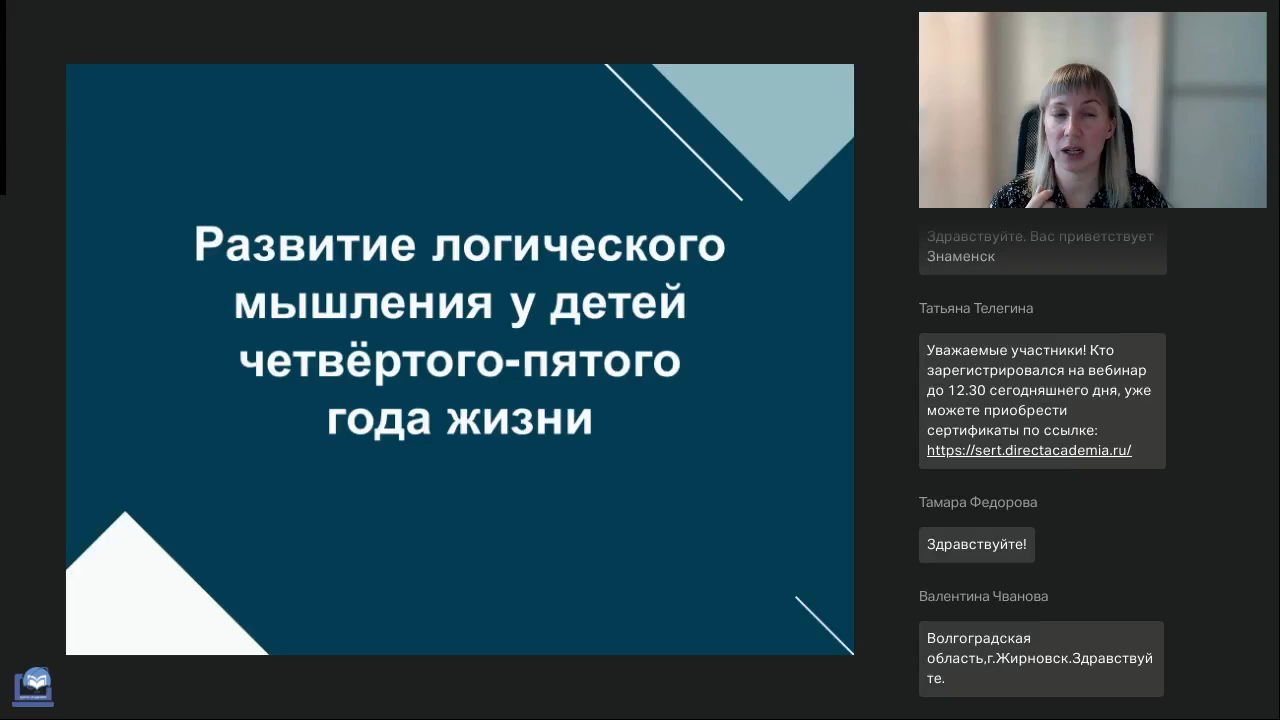 Развитие логического
мышления у детей
четвёртого-пятого
года жизни
Здравствуйте. Вас приветствует
Знаменск
Татьяна Телегина
Уважаемые участники! Кто
зарегистрировался на вебинар
до 12.30 сегодняшнего дня, уже
можете приобрести
сертификаты по ссылке:
https://sert.directacademia.ru/
Тамара Федорова
Здравствуйте!
Валентина Чванова
Волгоградская
область,г.Жирновск.Здравствуй
те.